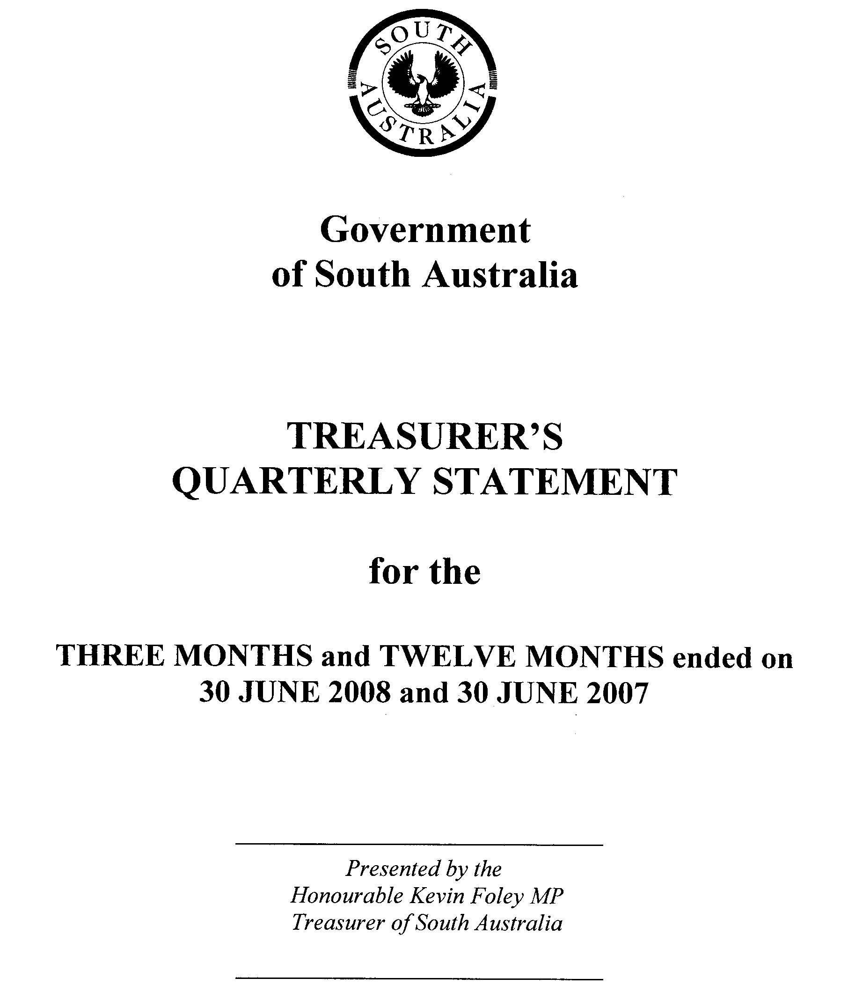 SOUTH
AUSTRALIA
Government
of South Australia
TREASURER'S
QUARTERLY STATEMENT
for the
THREE MONTHS and TWELVE MONTHS ended on
30 JUNE 2008 and 30 JUNE 2007
Presented by the
Honourable Kevin Foley MP
Treasurer of South Australia